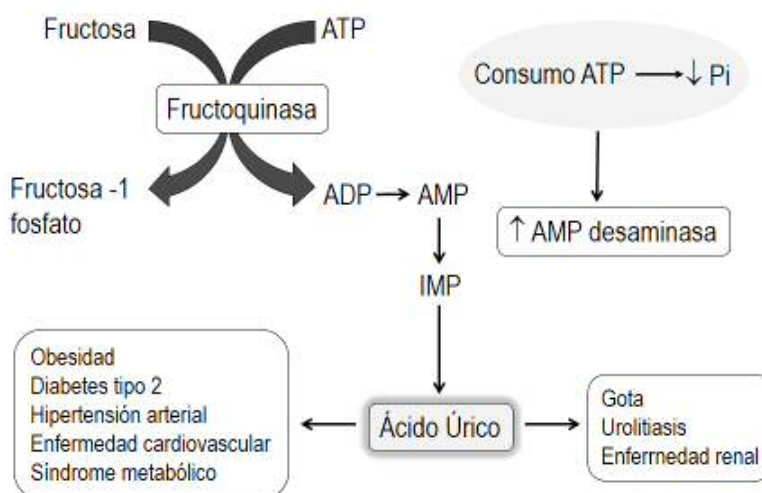 Fructosa
ATP
Fructoquinasa
Fructosa -1
fosfato
ADP
AMP
IMP
Consumo ATP → ↓ Pi
↑ AMP desaminasa
Obesidad
Diabetes tipo 2
Hipertensión arterial
Enfermedad cardiovascular
Síndrome metabólico
Ácido Úrico
Gota
Urolitiasis
Enferrnedad renal